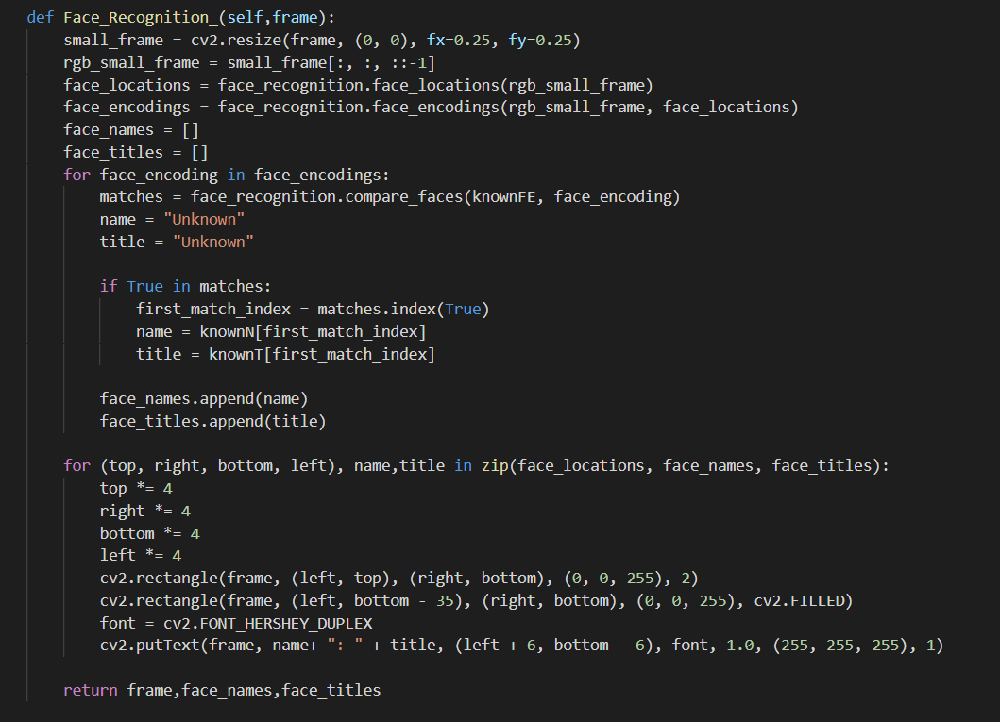 def Face_Recognition_(self,frame):
    small_frame = cv2.resize(frame, (0, 0), fx=0.25, fy=0.25)
    rgb_small_frame = small_frame[:, :, ::-1]
    face_locations = face_recognition.face_locations(rgb_small_frame)
    face_encodings = face_recognition.face_encodings(rgb_small_frame, face_locations)
    face_names = []
    face_titles = []
    for face_encoding in face_encodings:
        matches = face_recognition.compare_faces(knownFE, face_encoding)
        name = "Unknown"
        title = "Unknown"

        if True in matches:
            first_match_index = matches.index(True)
            name = knownN[first_match_index]
            title = knownT[first_match_index]

        face_names.append(name)
        face_titles.append(title)

    for (top, right, bottom, left), name,title in zip(face_locations, face_names, face_titles):
        top *= 4
        right *= 4
        bottom *= 4
        left *= 4
        cv2.rectangle(frame, (left, top), (right, bottom), (0, 0, 255), 2)
        cv2.rectangle(frame, (left, bottom - 35), (right, bottom), (0, 0, 255), cv2.FILLED)
        font = cv2.FONT_HERSHEY_DUPLEX
        cv2.putText(frame, name+ ": " + title, (left + 6, bottom - 6), font, 1.0, (255, 255, 255), 1)

    return frame,face_names,face_titles